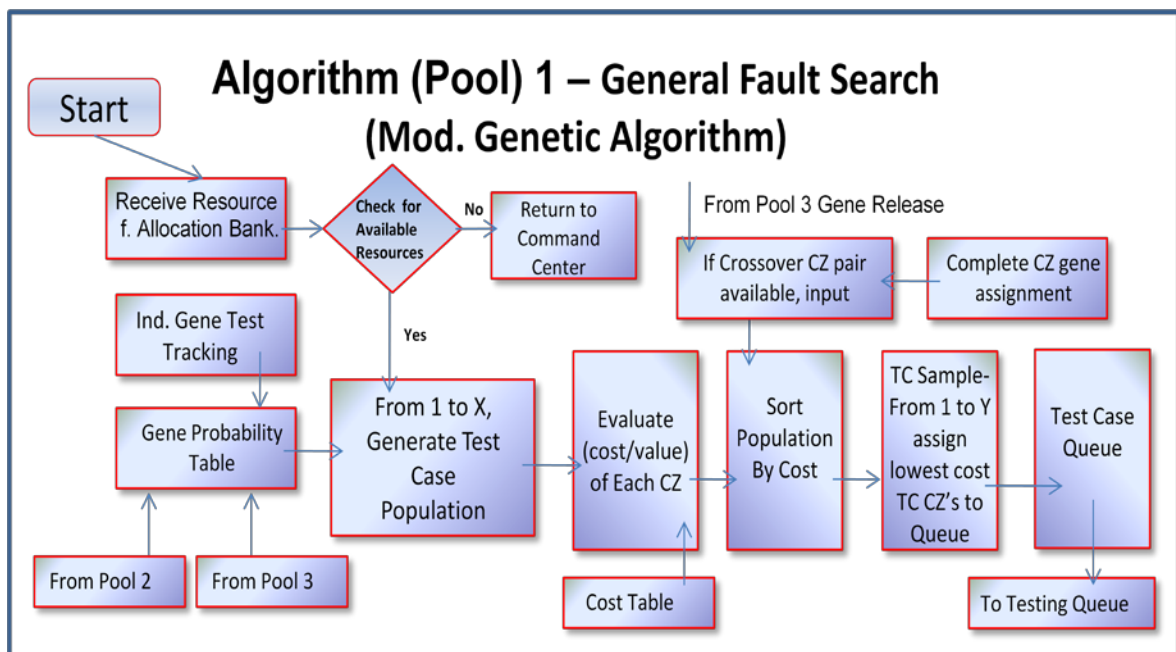 Algorithm (Pool) 1 – General Fault Search
(Mod. Genetic Algorithm)
Start
Receive Resource
f. Allocation Bank.
Check for
Available
Resources
No
Return to
Command
Center
From Pool 3 Gene Release
If Crossover CZ pair
available, input
Complete CZ gene
assignment
Ind. Gene Test
Tracking
Yes
Gene Probability
Table
From 1 to X,
Generate Test
Case
Population
Evaluate
(cost/value)
of Each CZ
Sort
Population
By Cost
TC Sample-
From 1 to Y
assign
lowest cost
TC CZ's to
Queue
Test Case
Queue
From Pool 2
From Pool 3
Cost Table
To Testing Queue